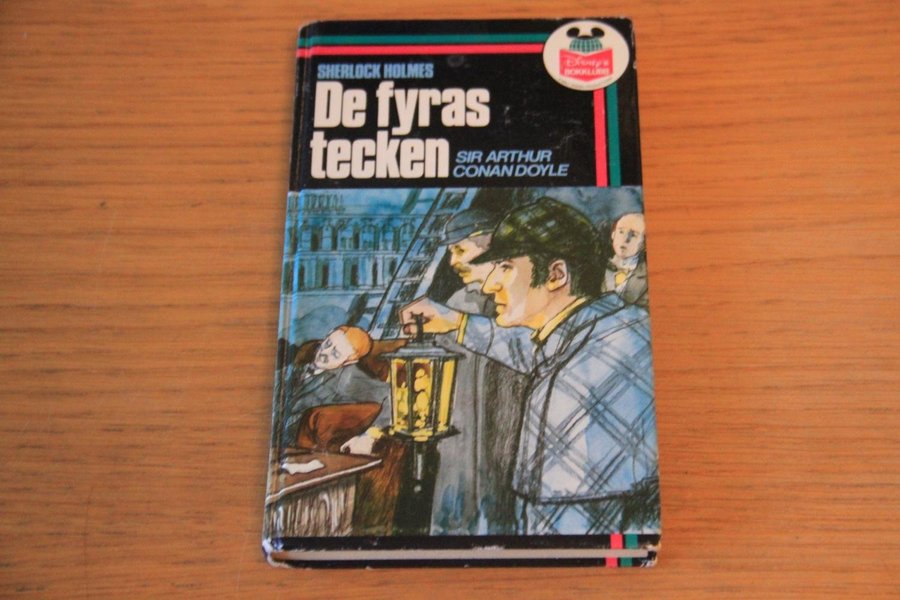 SHERLOCK HOLMES
De fyras
tecken
SIR ARTHUR
CONAN DOYLE
Disney's
BOKKLUBB